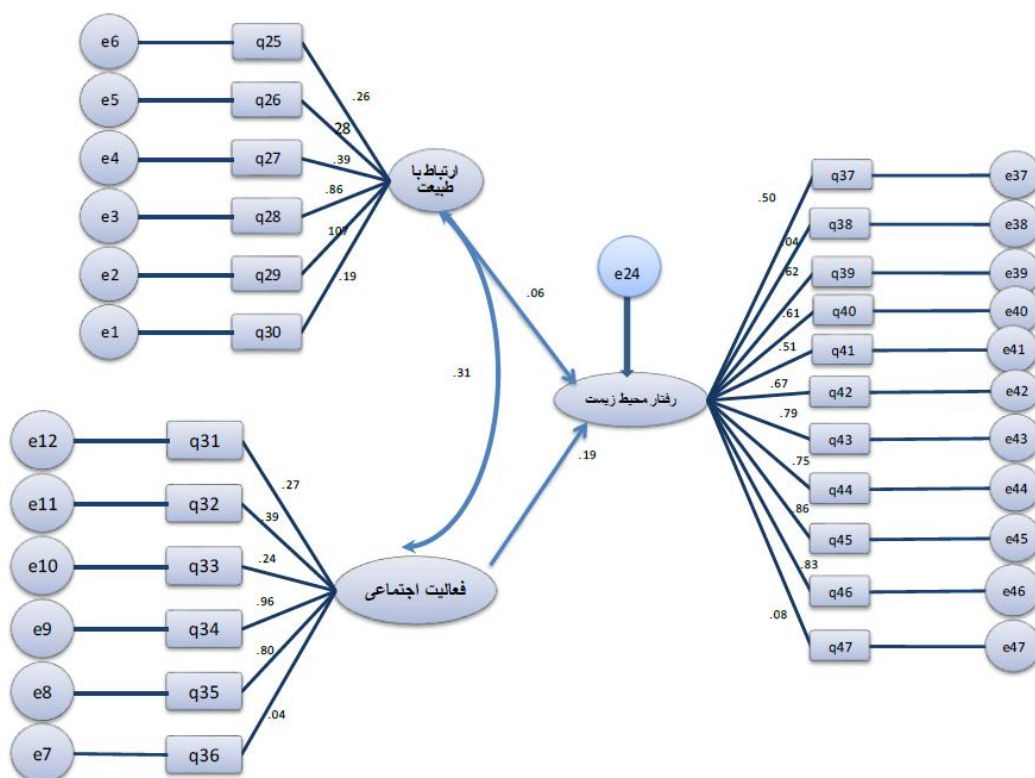 e6
q25
.26
e5
q26
28
e4
q27
.39
e3
q28
.86
e2
q29
107
e1
q30
.19
ارتباط با
طبیعت
.06
.31
e24
رفتار محیط زیست
.19
e12
q31
.27
e11
q32
.39
e10
q33
.24
e9
q34
.96
e8
q35
.80
e7
q36
.04
فعالیت اجتماعی
.50
q37
e37
.04
q38
e38
.62
q39
e39
.61
q40
e40
.51
q41
e41
.67
q42
e42
.79
q43
e43
.75
q44
e44
86
q45
e45
.83
q46
e46
.08
q47
e47